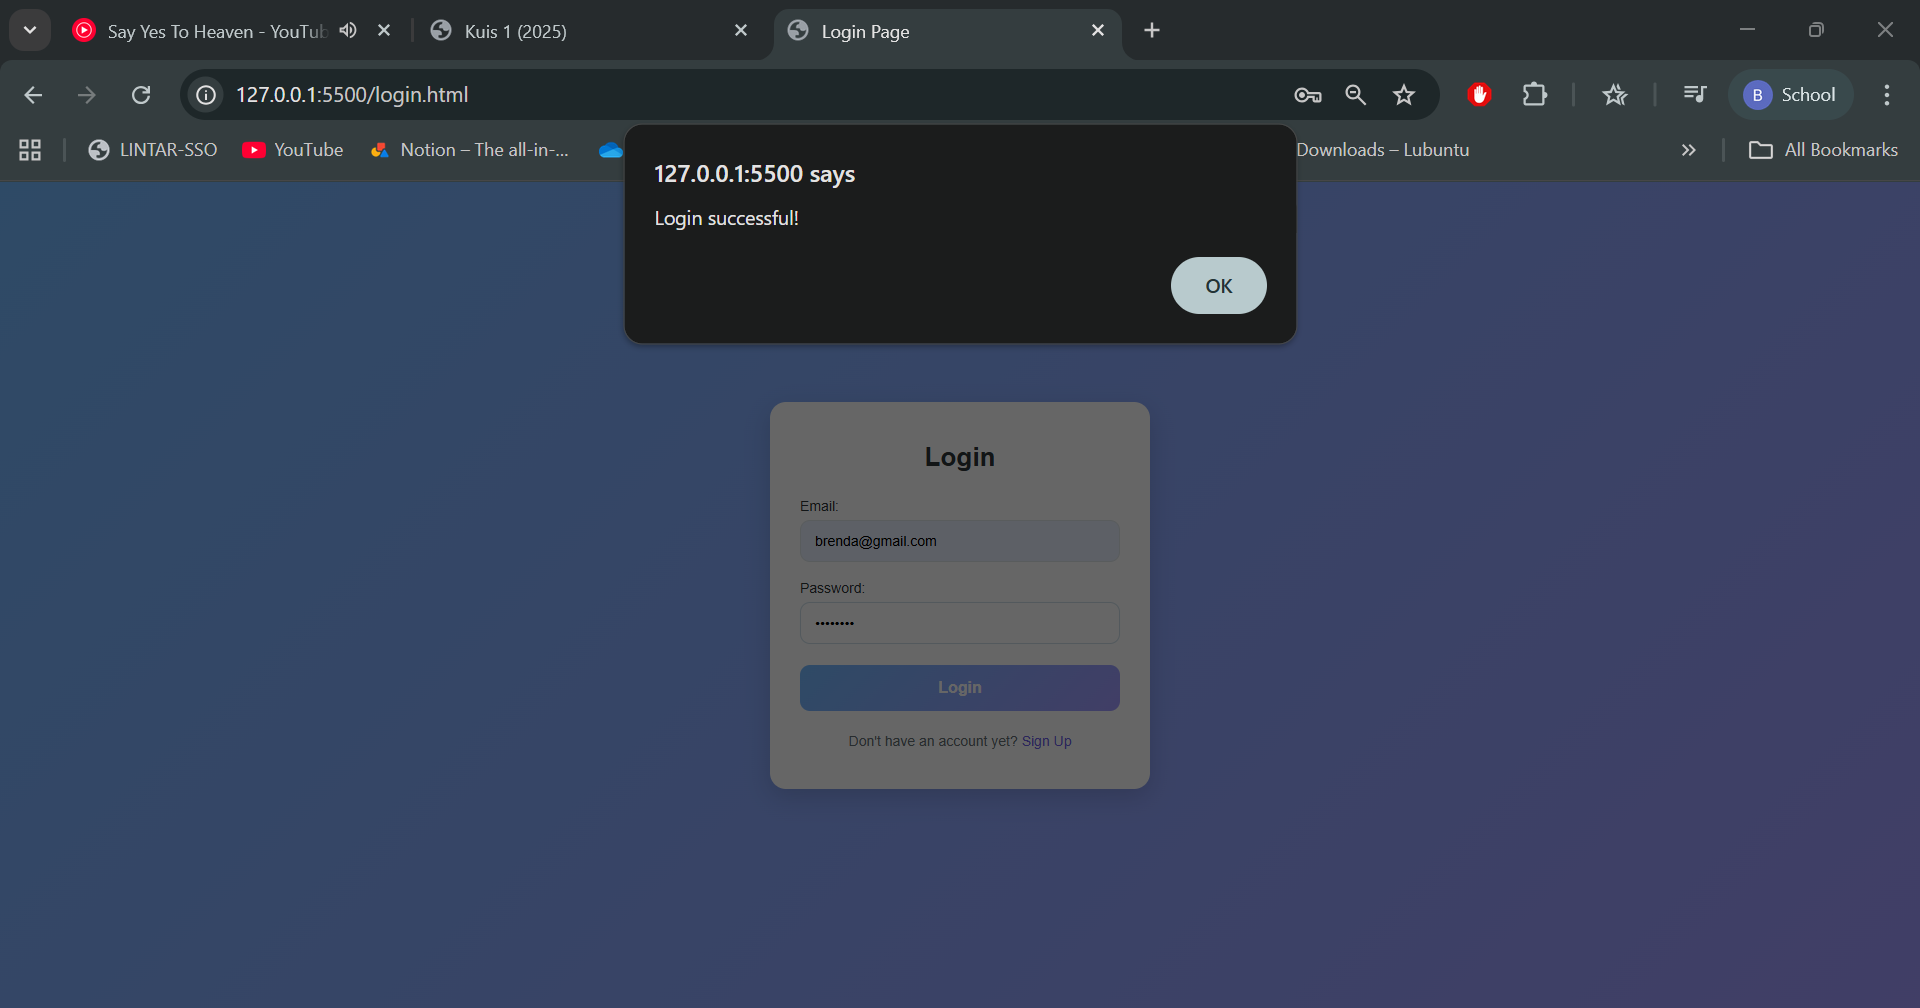 Say Yes To Heaven - YouTub
Kuis 1 (2025)
Login Page
127.0.0.1:5500/login.html
B
School
LINTAR-SSO
YouTube
Notion – The all-in-...
Downloads – Lubuntu
All Bookmarks
127.0.0.1:5500 says
Login successful!
OK
Login
Email:
brenda@gmail.com
Password:
••••••••
Login
Don't have an account yet? Sign Up